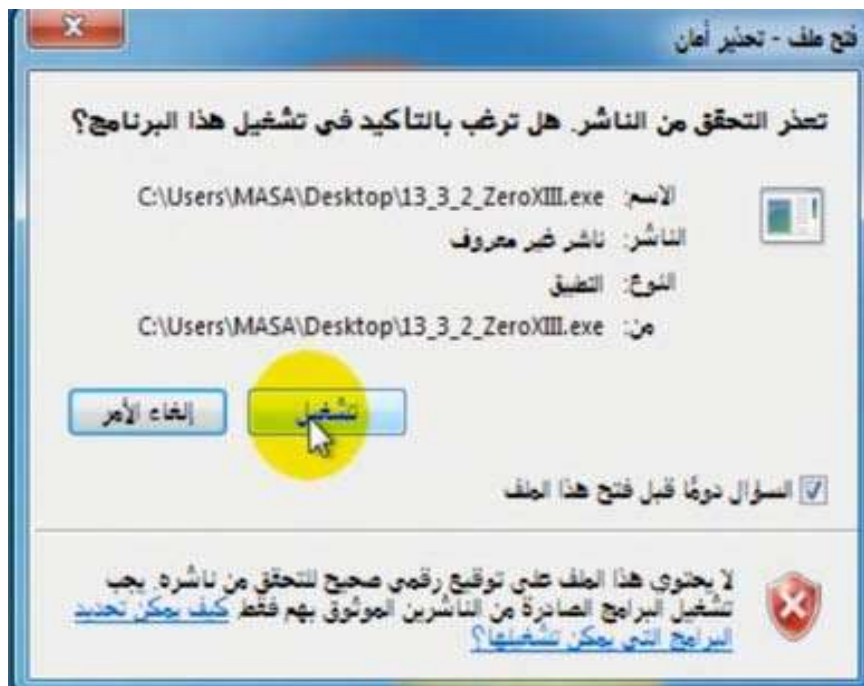 فتح ملف - تحذير أمان
تعذر التحقق من الناشر. هل ترغب بالتأكيد في تشغيل هذا البرنامج؟
الاسم: C:\Users\MASA\Desktop\13_3_2_ZeroXIII.exe
الناشر: ناشر غير معروف
النوع: التطبيق
من: C:\Users\MASA\Desktop\13_3_2_ZeroXIII.exe
تشغيل إلغاء الأمر
السؤال دومًا قبل فتح هذا الملف
لا يحتوي هذا الملف على توقيع رقمي صحيح للتحقق من ناشره. يجب
تشغيل البرامج الصادرة من الناشرين الموثوق بهم فقط كيف يمكن تحديد
البرامج التي يمكن تشغيلها؟